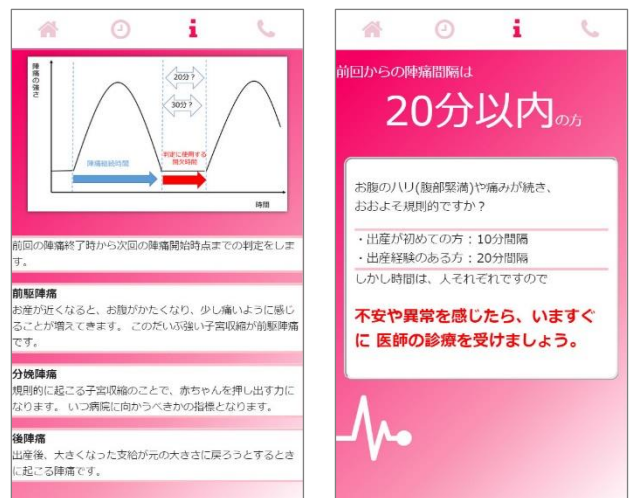 陣痛の強さ
20分?
30分?
陣痛継続時間
判定に使用する
間欠時間
時間
前回の陣痛終了時から次回の陣痛開始時点までの判定をしま
す。
前駆陣痛
お産が近くなると、お腹がかたくなり、少し痛いように感じ
ることが増えてきます。 このだいぶ強い子宮収縮が前駆陣痛
です。
分娩陣痛
規則的に起こる子宮収縮のことで、赤ちゃんを押し出す力に
なります。 いつ病院に向かうべきかの指標となります。
後陣痛
出産後、大きくなった支給が元の大きさに戻ろうとするとき
に起こる陣痛です。
前回からの陣痛間隔は
20分以内の方
お腹のハリ(腹部緊満)や痛みが続き、
おおよそ規則的ですか?
・出産が初めての方:10分間隔
・出産経験のある方:20分間隔
しかし時間は、人それぞれですので
不安や異常を感じたら、いますぐ
に 医師の診療を受けましょう。